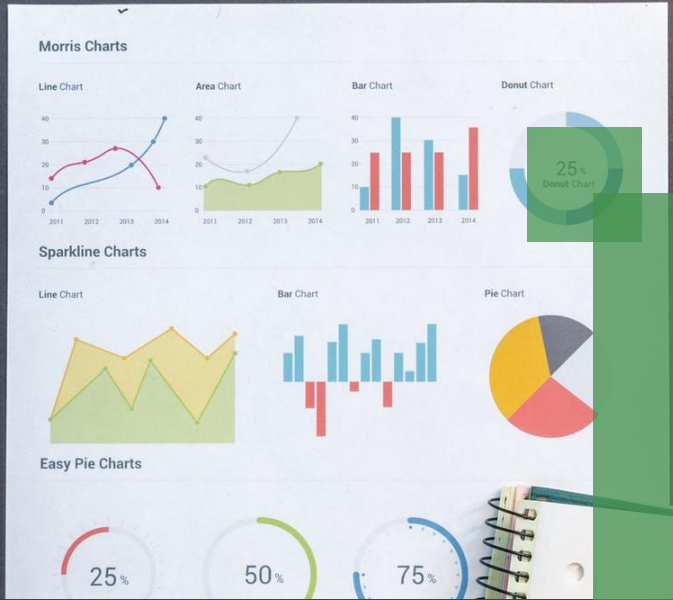 Morris Charts
Line Chart
Area Chart
Bar Chart
Donut Chart
40
30
20
10
0
2011 2012 2013 2014
40
30
20
10
0
2011 2012 2013 2014
40
30
20
10
0
2011 2012 2013 2014
25%
Donut Chart
Sparkline Charts
Line Chart
Bar Chart
Pie Chart
Easy Pie Charts
25%
50%
75%